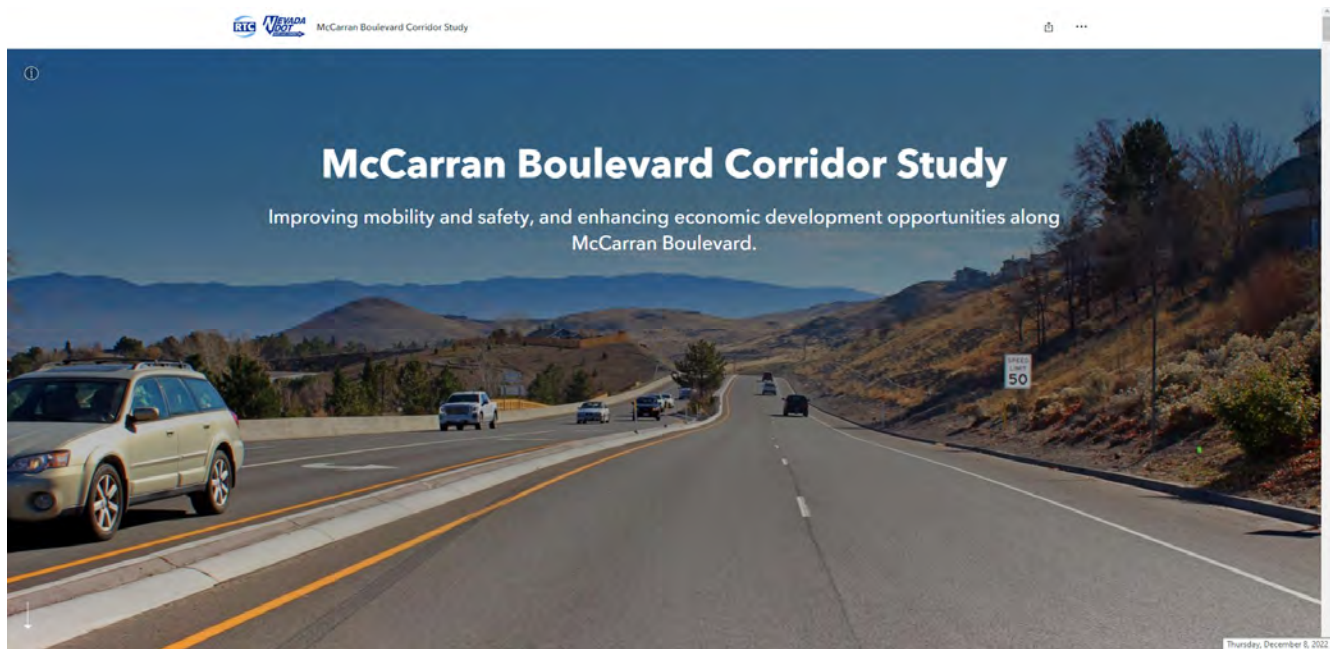 RTC NEVADA DOT McCarran Boulevard Corridor Study
McCarran Boulevard Corridor Study
Improving mobility and safety, and enhancing economic development opportunities along
McCarran Boulevard.
SPEED
LIMIT
50
Thursday, December 8, 2022